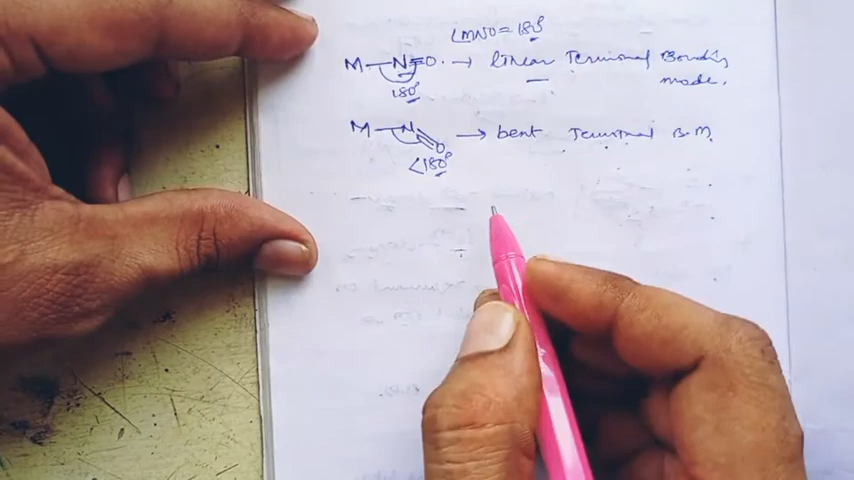 ∠MNO = 180°
M—N≡O. → linear Terminal Bonding
180° mode.
M—N=O → bent Terminal B.M.
<180°